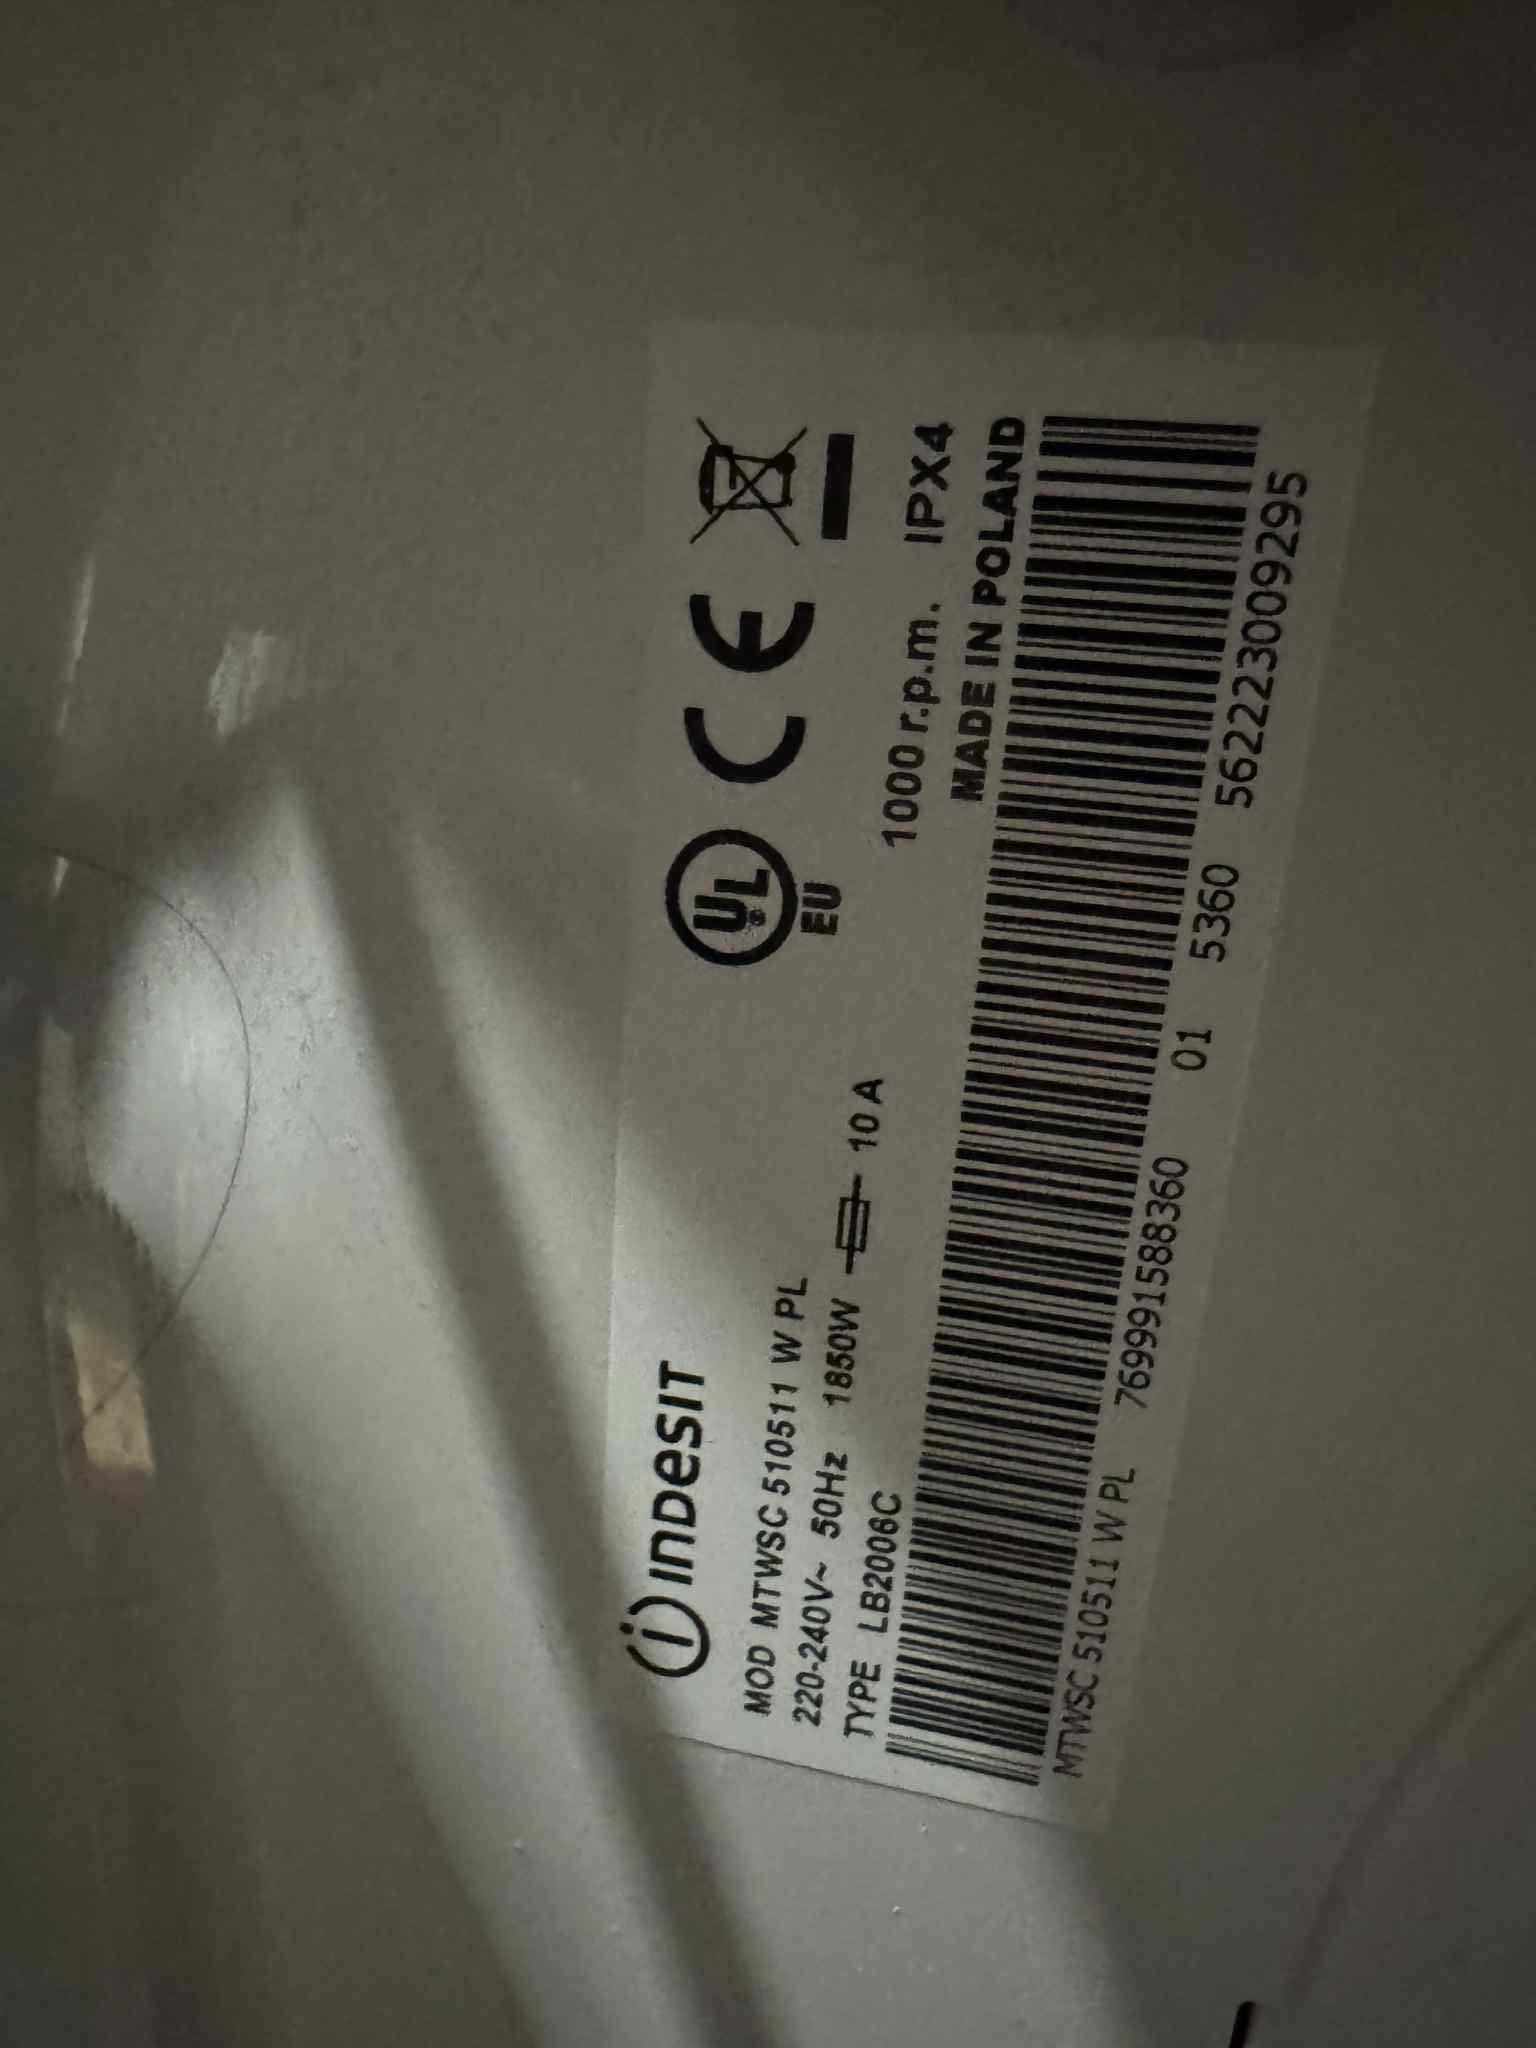 INDESIT
MOD MTWSC 510511 W PL
220-240V~ 50Hz 1850W 10 A
1000 r.p.m. IPX4
TYPE LB2006C
MADE IN POLAND
UL
EU
CE
MTWSC 510511 W PL 769991588360 01 5360 562223009295